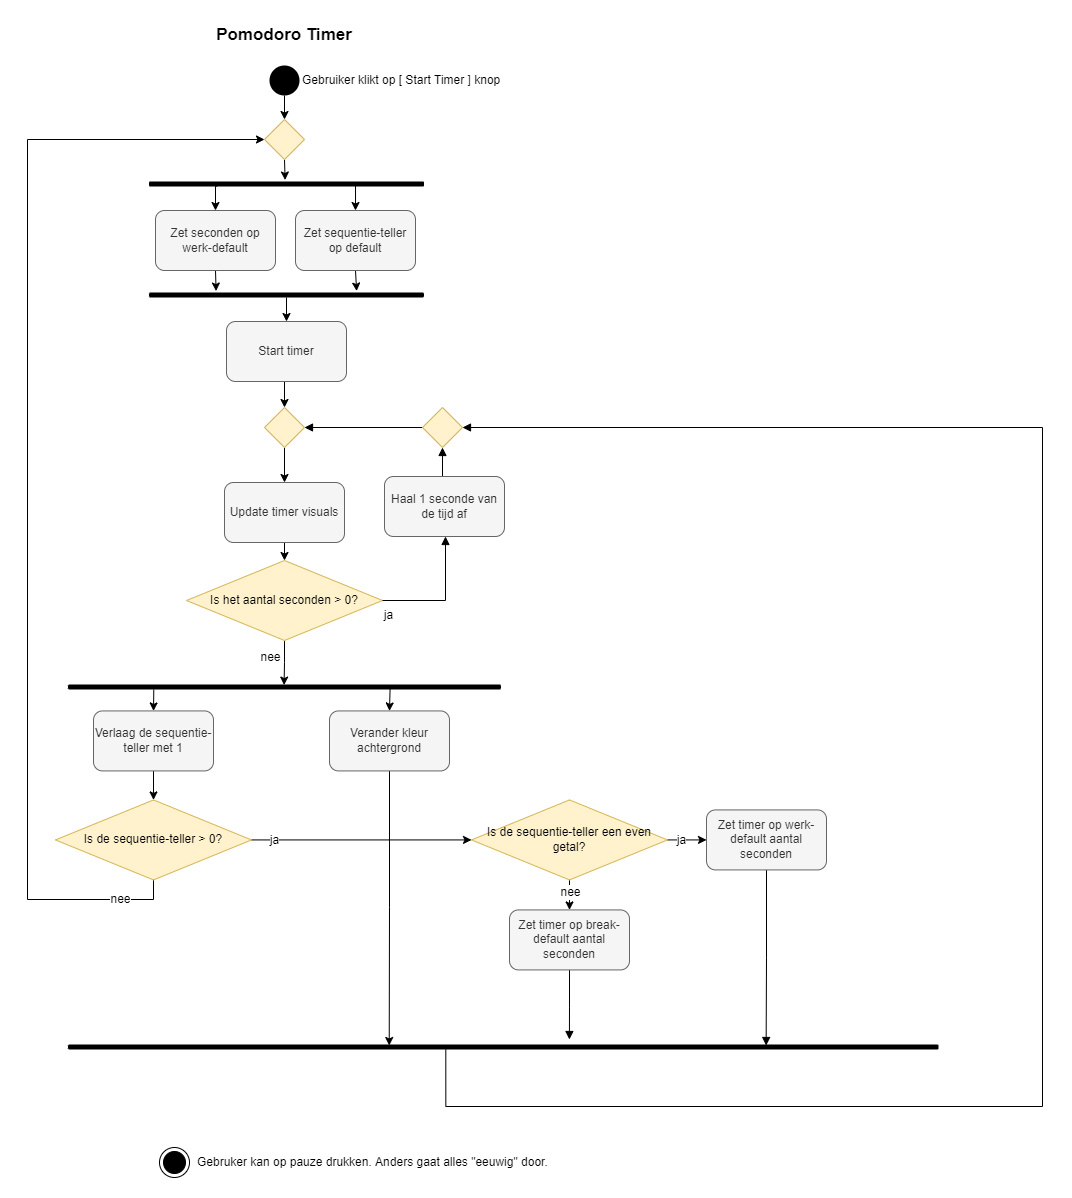 Pomodoro Timer
Gebruiker klikt op [ Start Timer ] knop
Zet seconden op
werk-default
Zet sequentie-teller
op default
Start timer
Update timer visuals
Haal 1 seconde van
de tijd af
Is het aantal seconden > 0?
ja
nee
Verlaag de sequentie-
teller met 1
Verander kleur
achtergrond
Is de sequentie-teller > 0?
ja
nee
Is de sequentie-teller een even
getal?
ja
nee
Zet timer op werk-
default aantal
seconden
Zet timer op break-
default aantal
seconden
Gebruker kan op pauze drukken. Anders gaat alles "eeuwig" door.